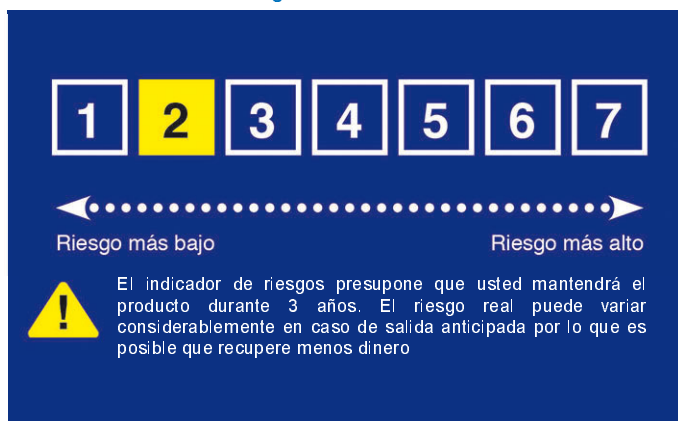 1 2 3 4 5 6 7
Riesgo más bajo Riesgo más alto
El indicador de riesgos presupone que usted mantendrá el
producto durante 3 años. El riesgo real puede variar
considerablemente en caso de salida anticipada por lo que es
posible que recupere menos dinero